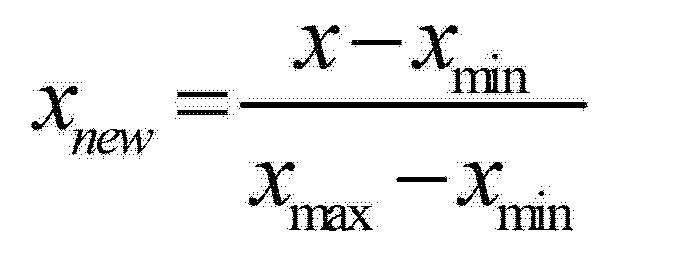 x_new = (x − x_min) / (x_max − x_min)